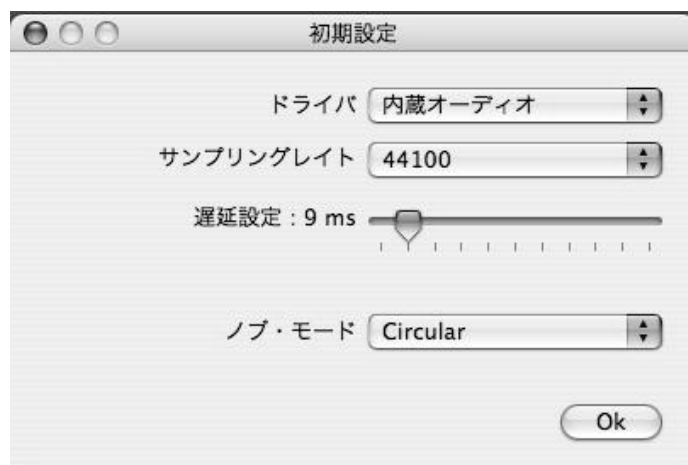 初期設定
ドライバ 内蔵オーディオ
サンプリングレイト 44100
遅延設定 : 9 ms
ノブ・モード Circular
Ok